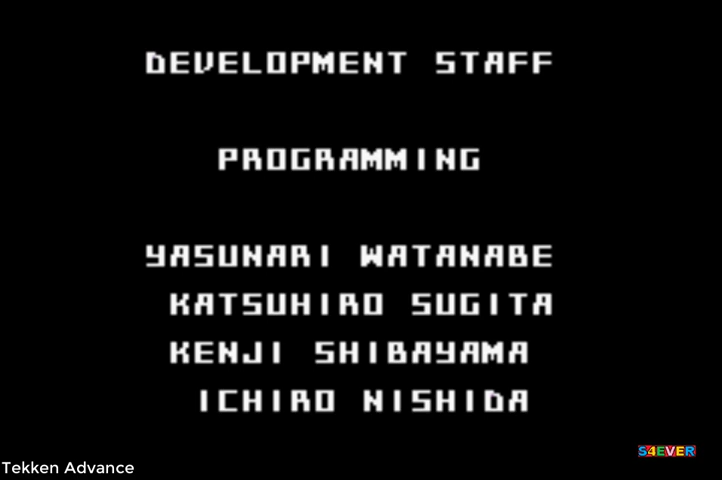 DEVELOPMENT STAFF
PROGRAMMING
YASUNARI WATANABE
KATSUHIRO SUGITA
KENJI SHIBAYAMA
ICHIRO NISHIDA
S4EVER
Tekken Advance